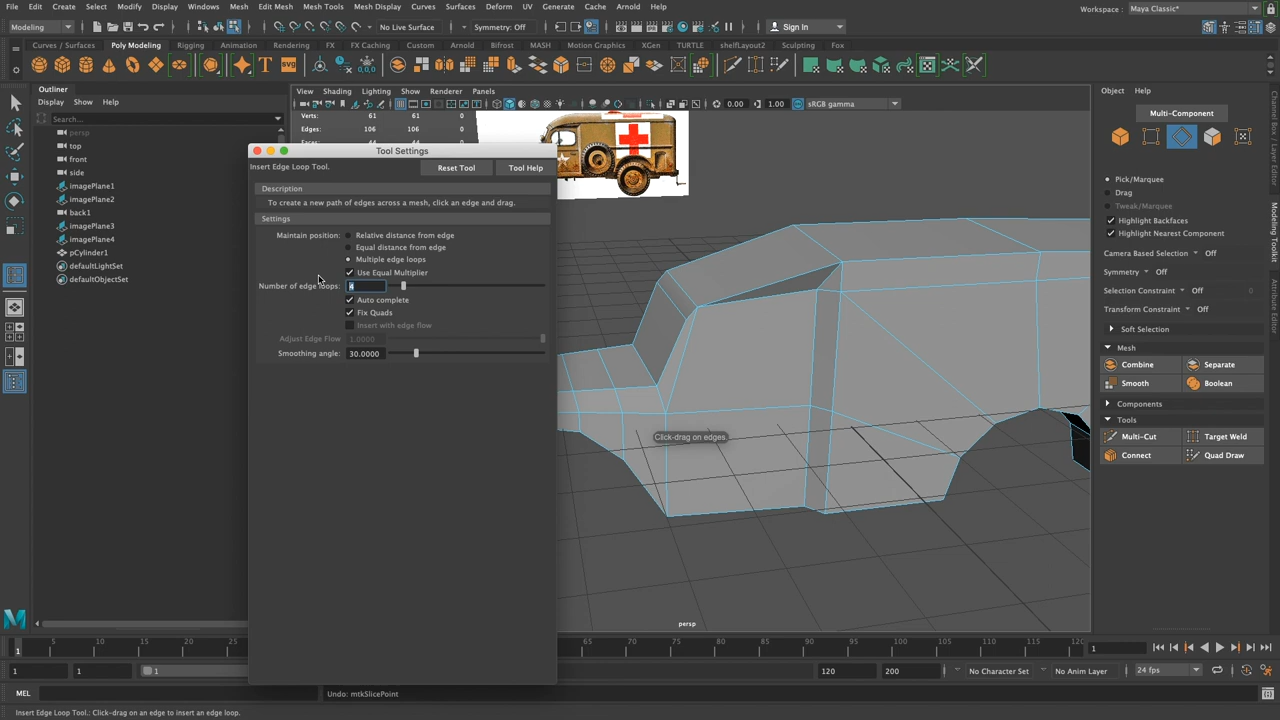 File Edit Create Select Modify Display Windows Mesh Edit Mesh Mesh Tools Mesh Display Curves Surfaces Deform UV Generate Cache Arnold Help
Workspace : Maya Classic*
Modeling
No Live Surface
Symmetry: Off
Sign In
Curves / Surfaces Poly Modeling Rigging Animation Rendering FX FX Caching Custom Arnold Bifrost MASH Motion Graphics XGen TURTLE shelfLayout2 Sculpting Fox
SVG
Outliner
Display Show Help
Search...
persp
top
front
side
imagePlane1
imagePlane2
back1
imagePlane3
imagePlane4
pCylinder1
defaultLightSet
defaultObjectSet
View Shading Lighting Show Renderer Panels
0.00 1.00 sRGB gamma
Verts: 61 61 0
Edges: 106 106 0
Tool Settings
Insert Edge Loop Tool.
Reset Tool Tool Help
Description
To create a new path of edges across a mesh, click an edge and drag.
Settings
Maintain position: Relative distance from edge
Equal distance from edge
Multiple edge loops
Use Equal Multiplier
Number of edge loops: 4
Auto complete
Fix Quads
Insert with edge flow
Adjust Edge Flow 1.0000
Smoothing angle: 30.0000
Click-drag on edges.
persp
Object Help
Multi-Component
Pick/Marquee
Drag
Tweak/Marquee
Highlight Backfaces
Highlight Nearest Component
Camera Based Selection Off
Symmetry Off
Selection Constraint Off 0
Transform Constraint Off
Soft Selection
Mesh
Combine Separate
Smooth Boolean
Components
Tools
Multi-Cut Target Weld
Connect Quad Draw
Channel Box / Layer Editor
Modeling Toolkit
Attribute Editor
1 5 10 15 20 25 60 65 70 75 80 85 90 95 100 105 110 115 120 1
1 1 1 120 200 No Character Set No Anim Layer 24 fps
MEL
Undo: mtkSlicePoint
Insert Edge Loop Tool.: Click-drag on an edge to insert an edge loop.